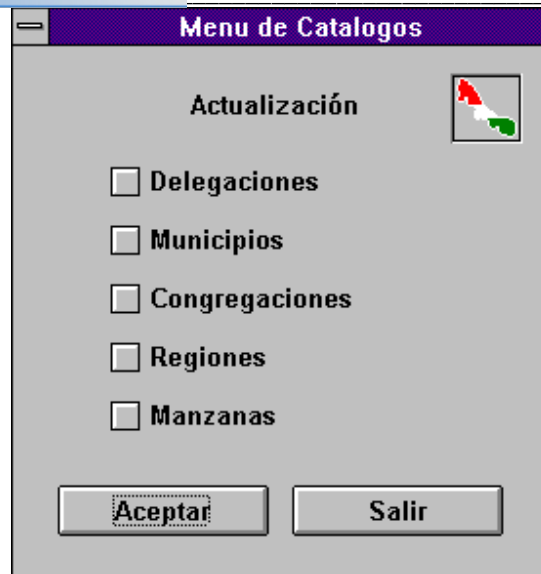 Menu de Catalogos
Actualización
Delegaciones
Municipios
Congregaciones
Regiones
Manzanas
Aceptar
Salir